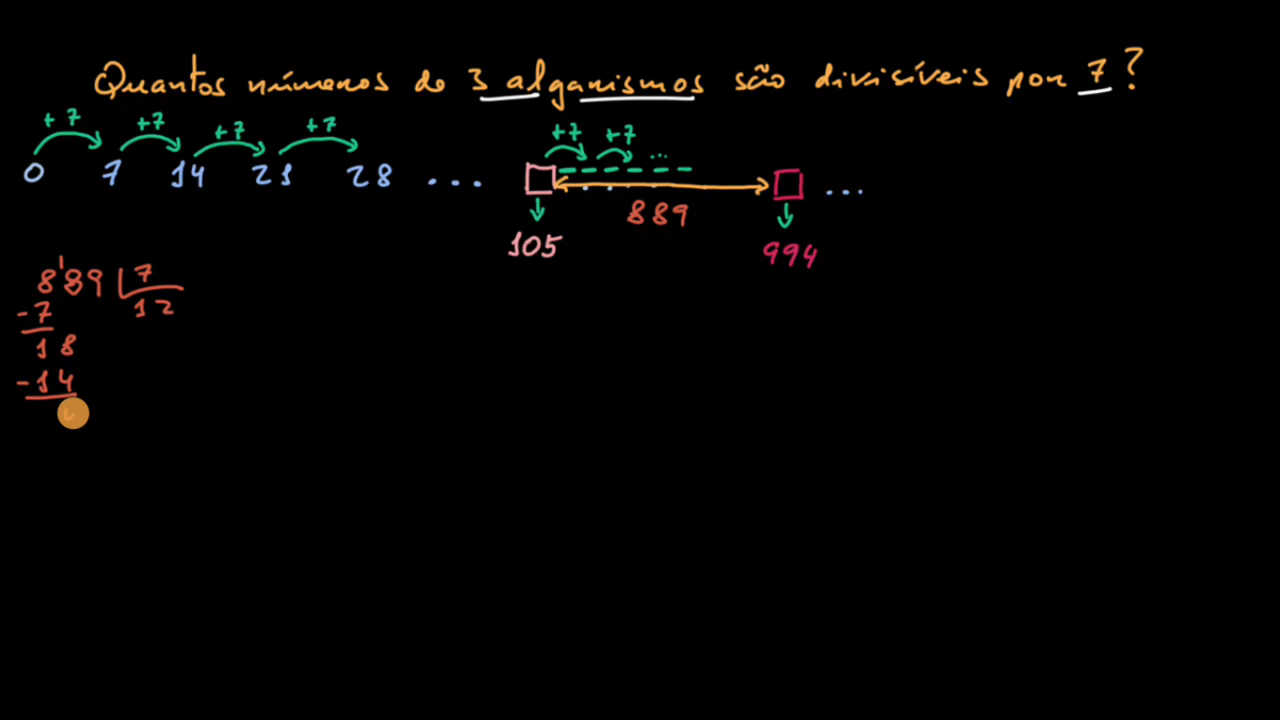 Quantos números de 3 algarismos são divisíveis por 7?
+7 +7 +7 +7 +7 +7 ...
0 7 14 21 28 ... ...
889
105 994
889 7
-7 12
18
-14